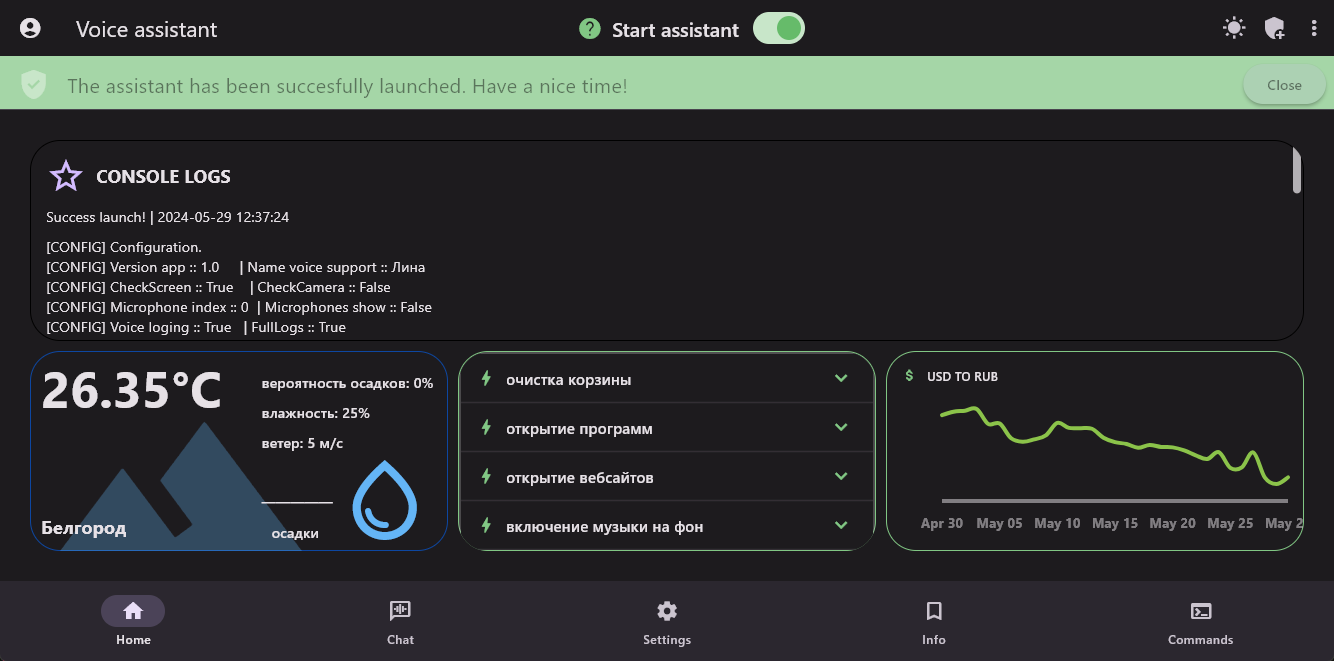 Voice assistant
? Start assistant
The assistant has been succesfully launched. Have a nice time!
Close
CONSOLE LOGS
Success launch! | 2024-05-29 12:37:24
[CONFIG] Configuration.
[CONFIG] Version app :: 1.0 | Name voice support :: Лина
[CONFIG] CheckScreen :: True | CheckCamera :: False
[CONFIG] Microphone index :: 0 | Microphones show :: False
[CONFIG] Voice loging :: True | FullLogs :: True
26.35°C
вероятность осадков: 0%
влажность: 25%
ветер: 5 м/с
Белгород
осадки
очистка корзины
открытие программ
открытие вебсайтов
включение музыки на фон
$ USD TO RUB
Apr 30 May 05 May 10 May 15 May 20 May 25 May 2
Home
Chat
Settings
Info
Commands